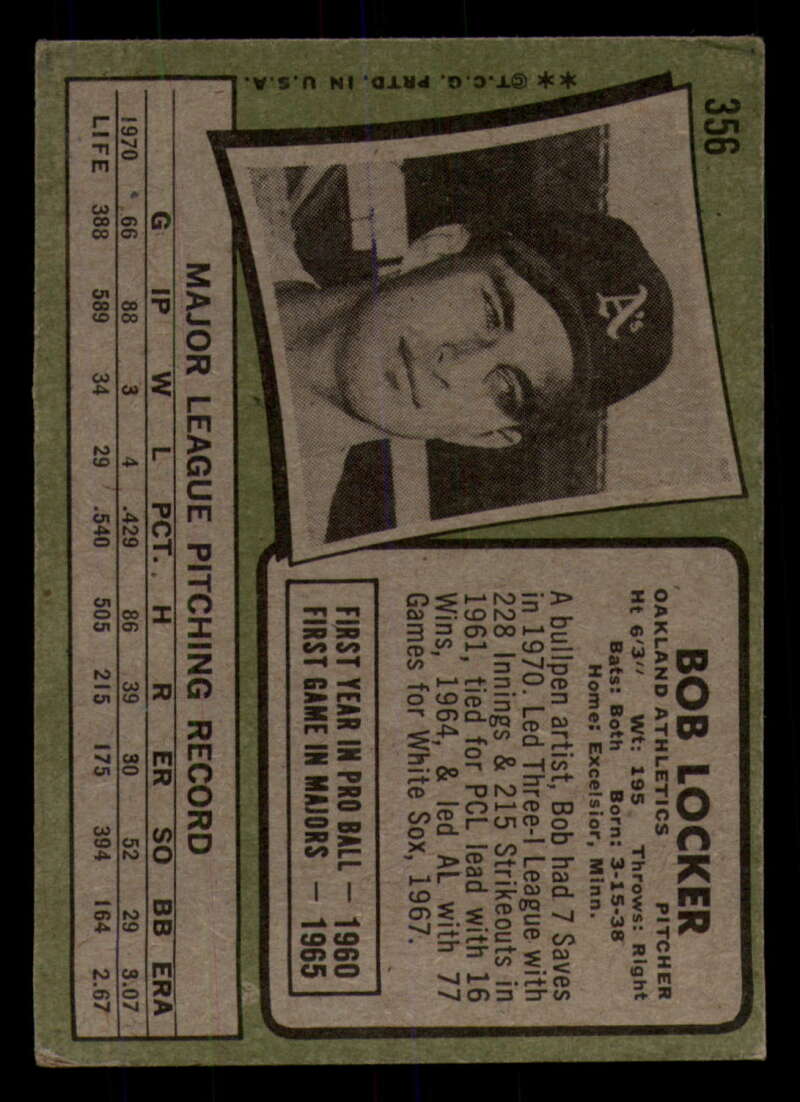 356
**©T.C.G. PRTD. IN U.S.A.
A's
BOB LOCKER
OAKLAND ATHLETICS PITCHER
Ht 6'3" Wt: 195 Throws: Right
Bats: Both Born: 3-15-38
Home: Excelsior, Minn.
A bullpen artist, Bob had 7 Saves
in 1970. Led Three-I League with
228 Innings & 215 Strikeouts in
1961, tied for PCL lead with 16
Wins, 1964, & led AL with 77
Games for White Sox, 1967.
FIRST YEAR IN PRO BALL — 1960
FIRST GAME IN MAJORS — 1965
MAJOR LEAGUE PITCHING RECORD
G IP W L PCT. H R ER SO BB ERA
1970 66 88 3 4 .429 86 39 30 52 29 3.07
LIFE 388 589 34 29 .540 505 215 175 394 164 2.67